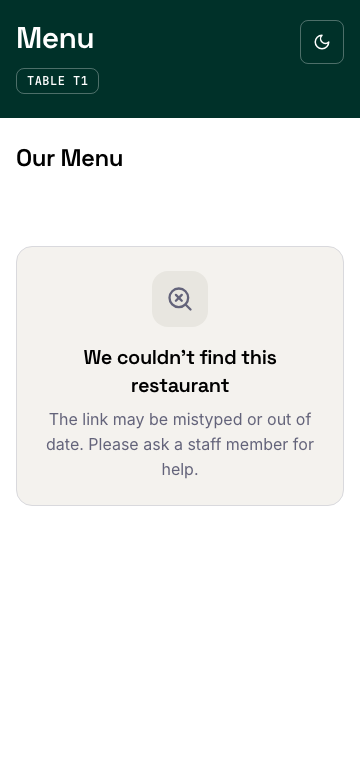 Menu
TABLE T1
Our Menu
We couldn’t find this
restaurant
The link may be mistyped or out of
date. Please ask a staff member for
help.